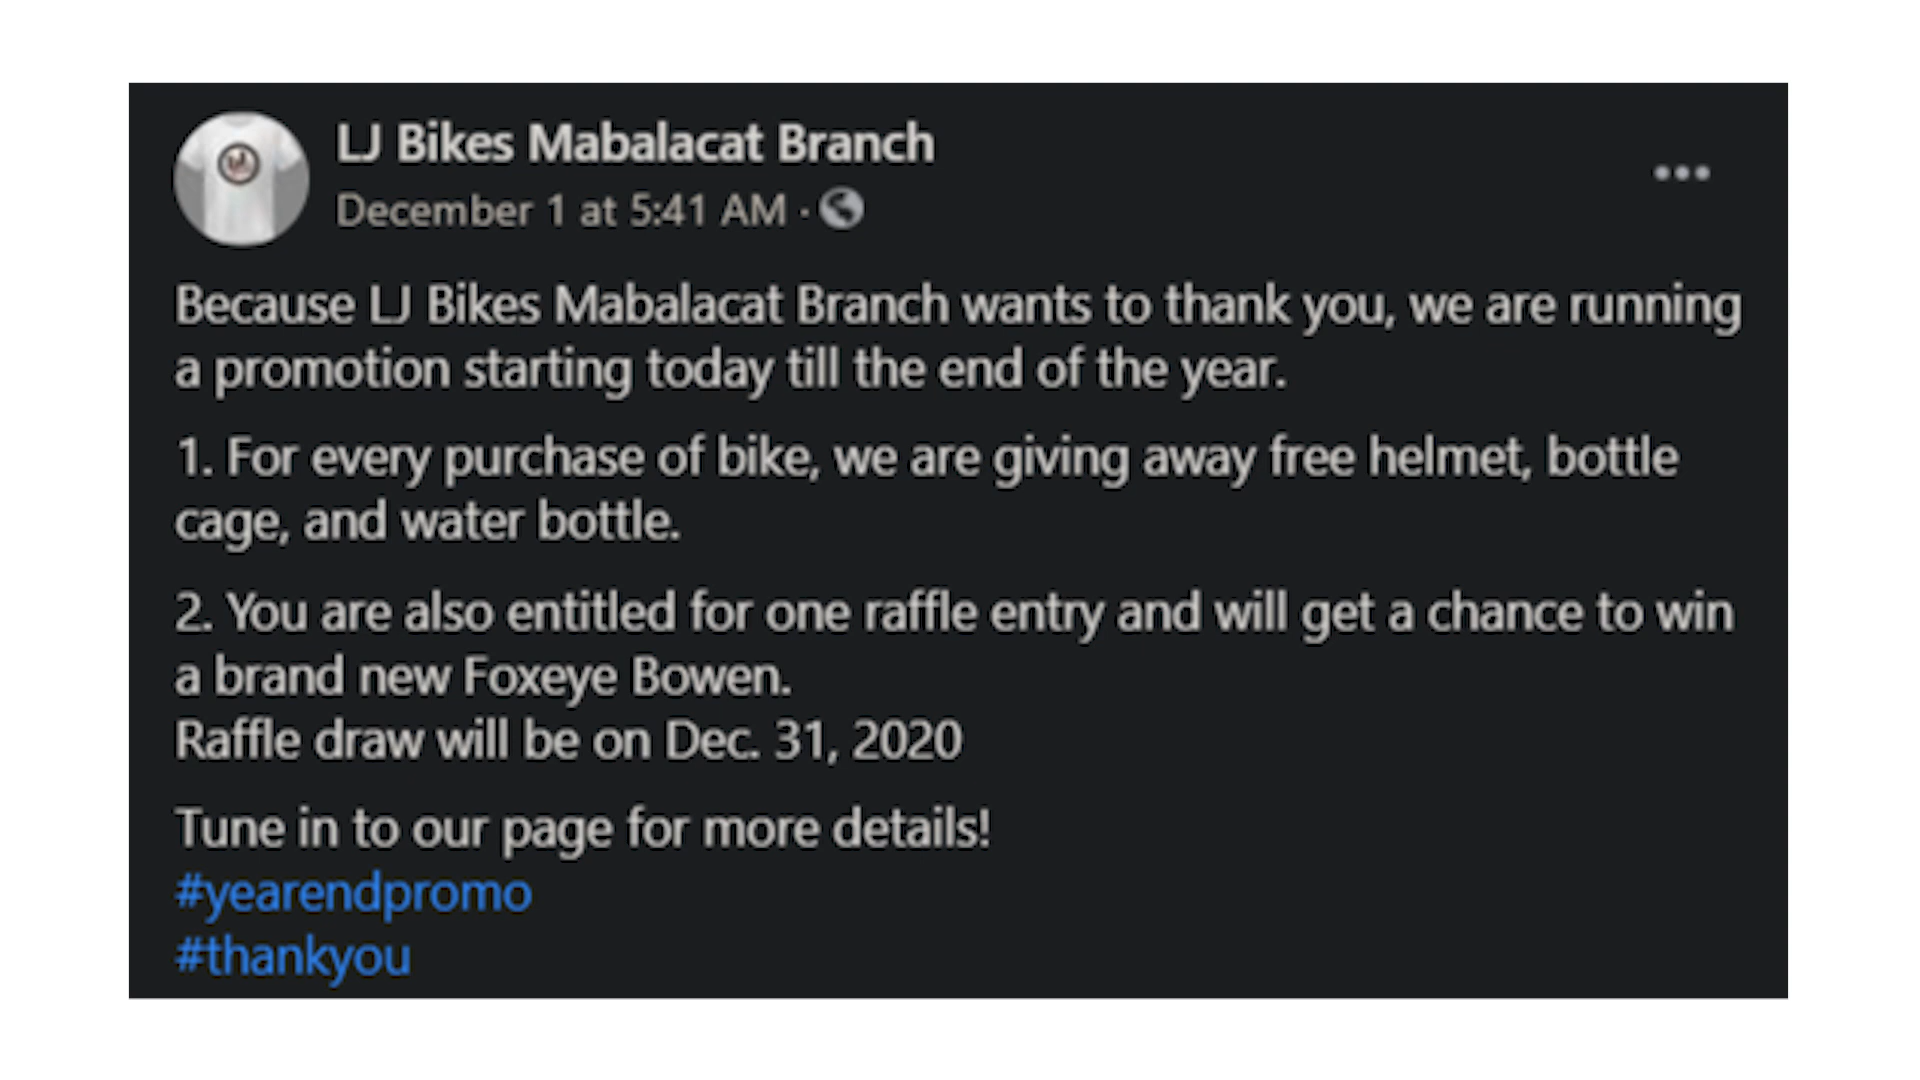 LJ Bikes Mabalacat Branch
December 1 at 5:41 AM ·
Because LJ Bikes Mabalacat Branch wants to thank you, we are running
a promotion starting today till the end of the year.
1. For every purchase of bike, we are giving away free helmet, bottle
cage, and water bottle.
2. You are also entitled for one raffle entry and will get a chance to win
a brand new Foxeye Bowen.
Raffle draw will be on Dec. 31, 2020
Tune in to our page for more details!
#yearendpromo
#thankyou